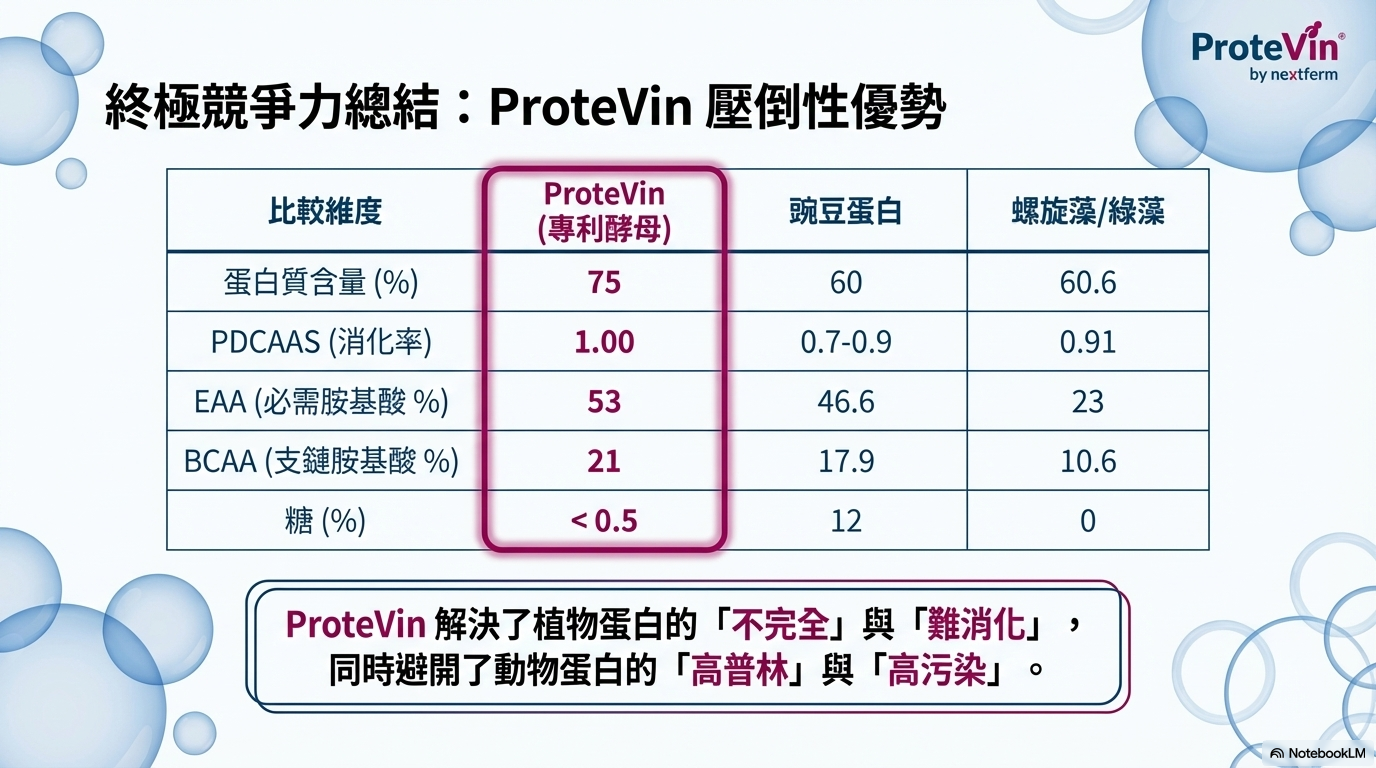 ProteVin®
by nextferm
終極競爭力總結：ProteVin 壓倒性優勢
比較維度
ProteVin
(專利酵母)
豌豆蛋白
螺旋藻/綠藻
蛋白質含量 (%)
75
60
60.6
PDCAAS (消化率)
1.00
0.7-0.9
0.91
EAA (必需胺基酸 %)
53
46.6
23
BCAA (支鏈胺基酸 %)
21
17.9
10.6
糖 (%)
< 0.5
12
0
ProteVin 解決了植物蛋白的「不完全」與「難消化」，
同時避開了動物蛋白的「高普林」與「高污染」。
NotebookLM